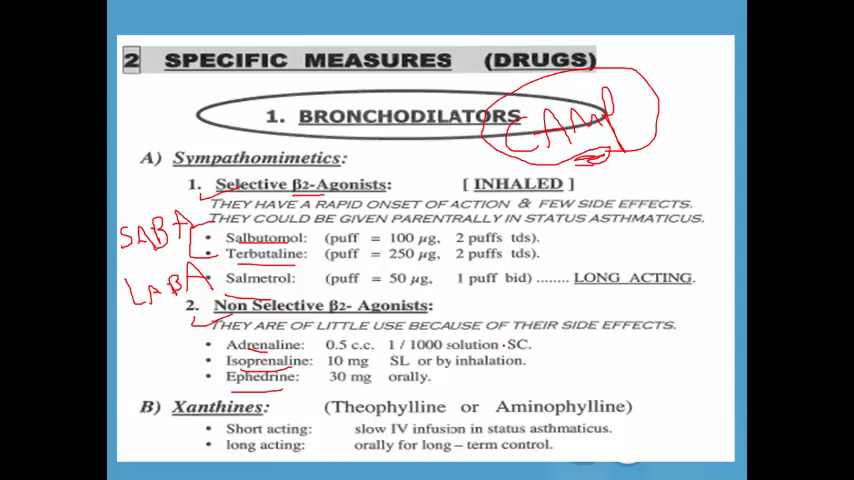 2 SPECIFIC MEASURES (DRUGS)
1. BRONCHODILATORS
CAMP
A) Sympathomimetics:
1. Selective β2-Agonists: [ INHALED ]
THEY HAVE A RAPID ONSET OF ACTION & FEW SIDE EFFECTS.
THEY COULD BE GIVEN PARENTRALLY IN STATUS ASTHMATICUS.
SABA
• Salbutomol: (puff = 100 µg, 2 puffs tds).
• Terbutaline: (puff = 250 µg, 2 puffs tds).
LABA
• Salmetrol: (puff = 50 µg, 1 puff bid) ........ LONG ACTING.
2. Non Selective β2- Agonists:
THEY ARE OF LITTLE USE BECAUSE OF THEIR SIDE EFFECTS.
• Adrenaline: 0.5 c.c. 1 / 1000 solution SC.
• Isoprenaline: 10 mg SL or by inhalation.
• Ephedrine: 30 mg orally.
B) Xanthines: (Theophylline or Aminophylline)
• Short acting: slow IV infusion in status asthmaticus.
• long acting: orally for long – term control.